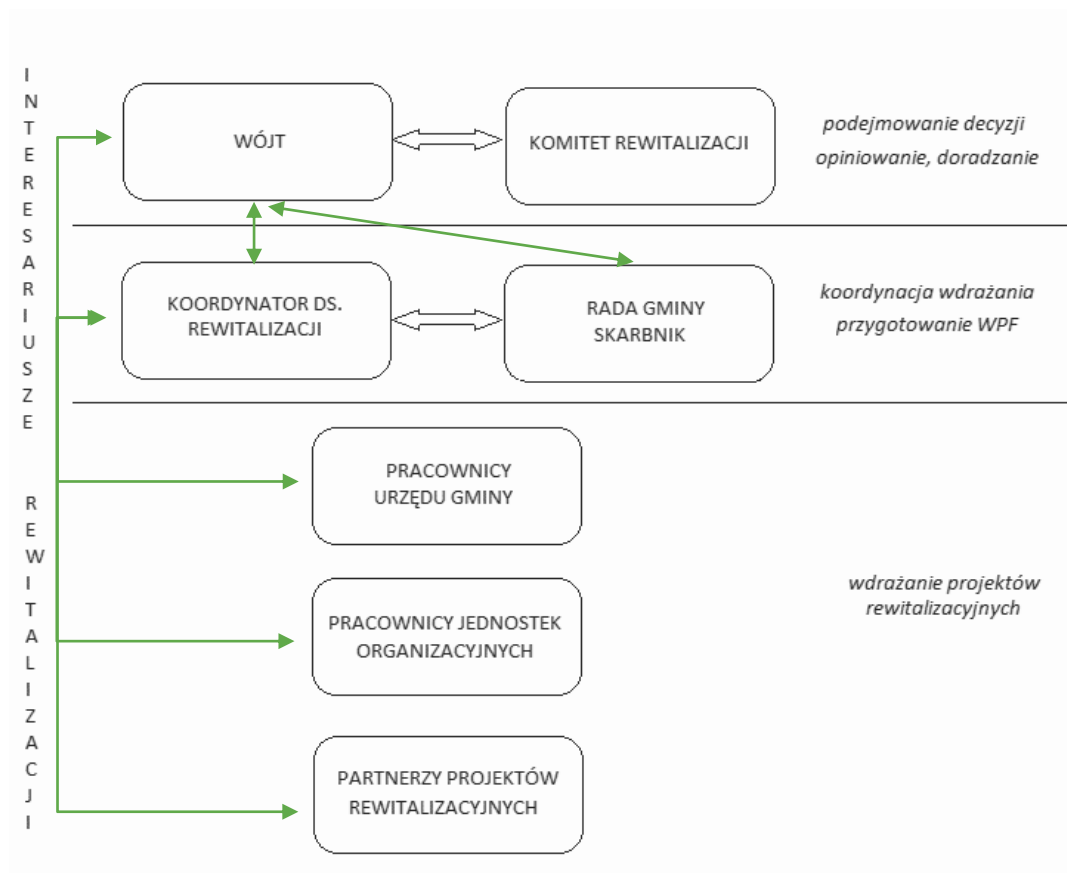 INTERESARIUSZE REWITALIZACJI
WÓJT
KOMITET REWITALIZACJI
podejmowanie decyzji
opiniowanie, doradzanie
KOORDYNATOR DS.
REWITALIZACJI
RADA GMINY
SKARBNIK
koordynacja wdrażania
przygotowanie WPF
PRACOWNICY
URZĘDU GMINY
PRACOWNICY JEDNOSTEK
ORGANIZACYJNYCH
wdrażanie projektów
rewitalizacyjnych
PARTNERZY PROJEKTÓW
REWITALIZACYJNYCH